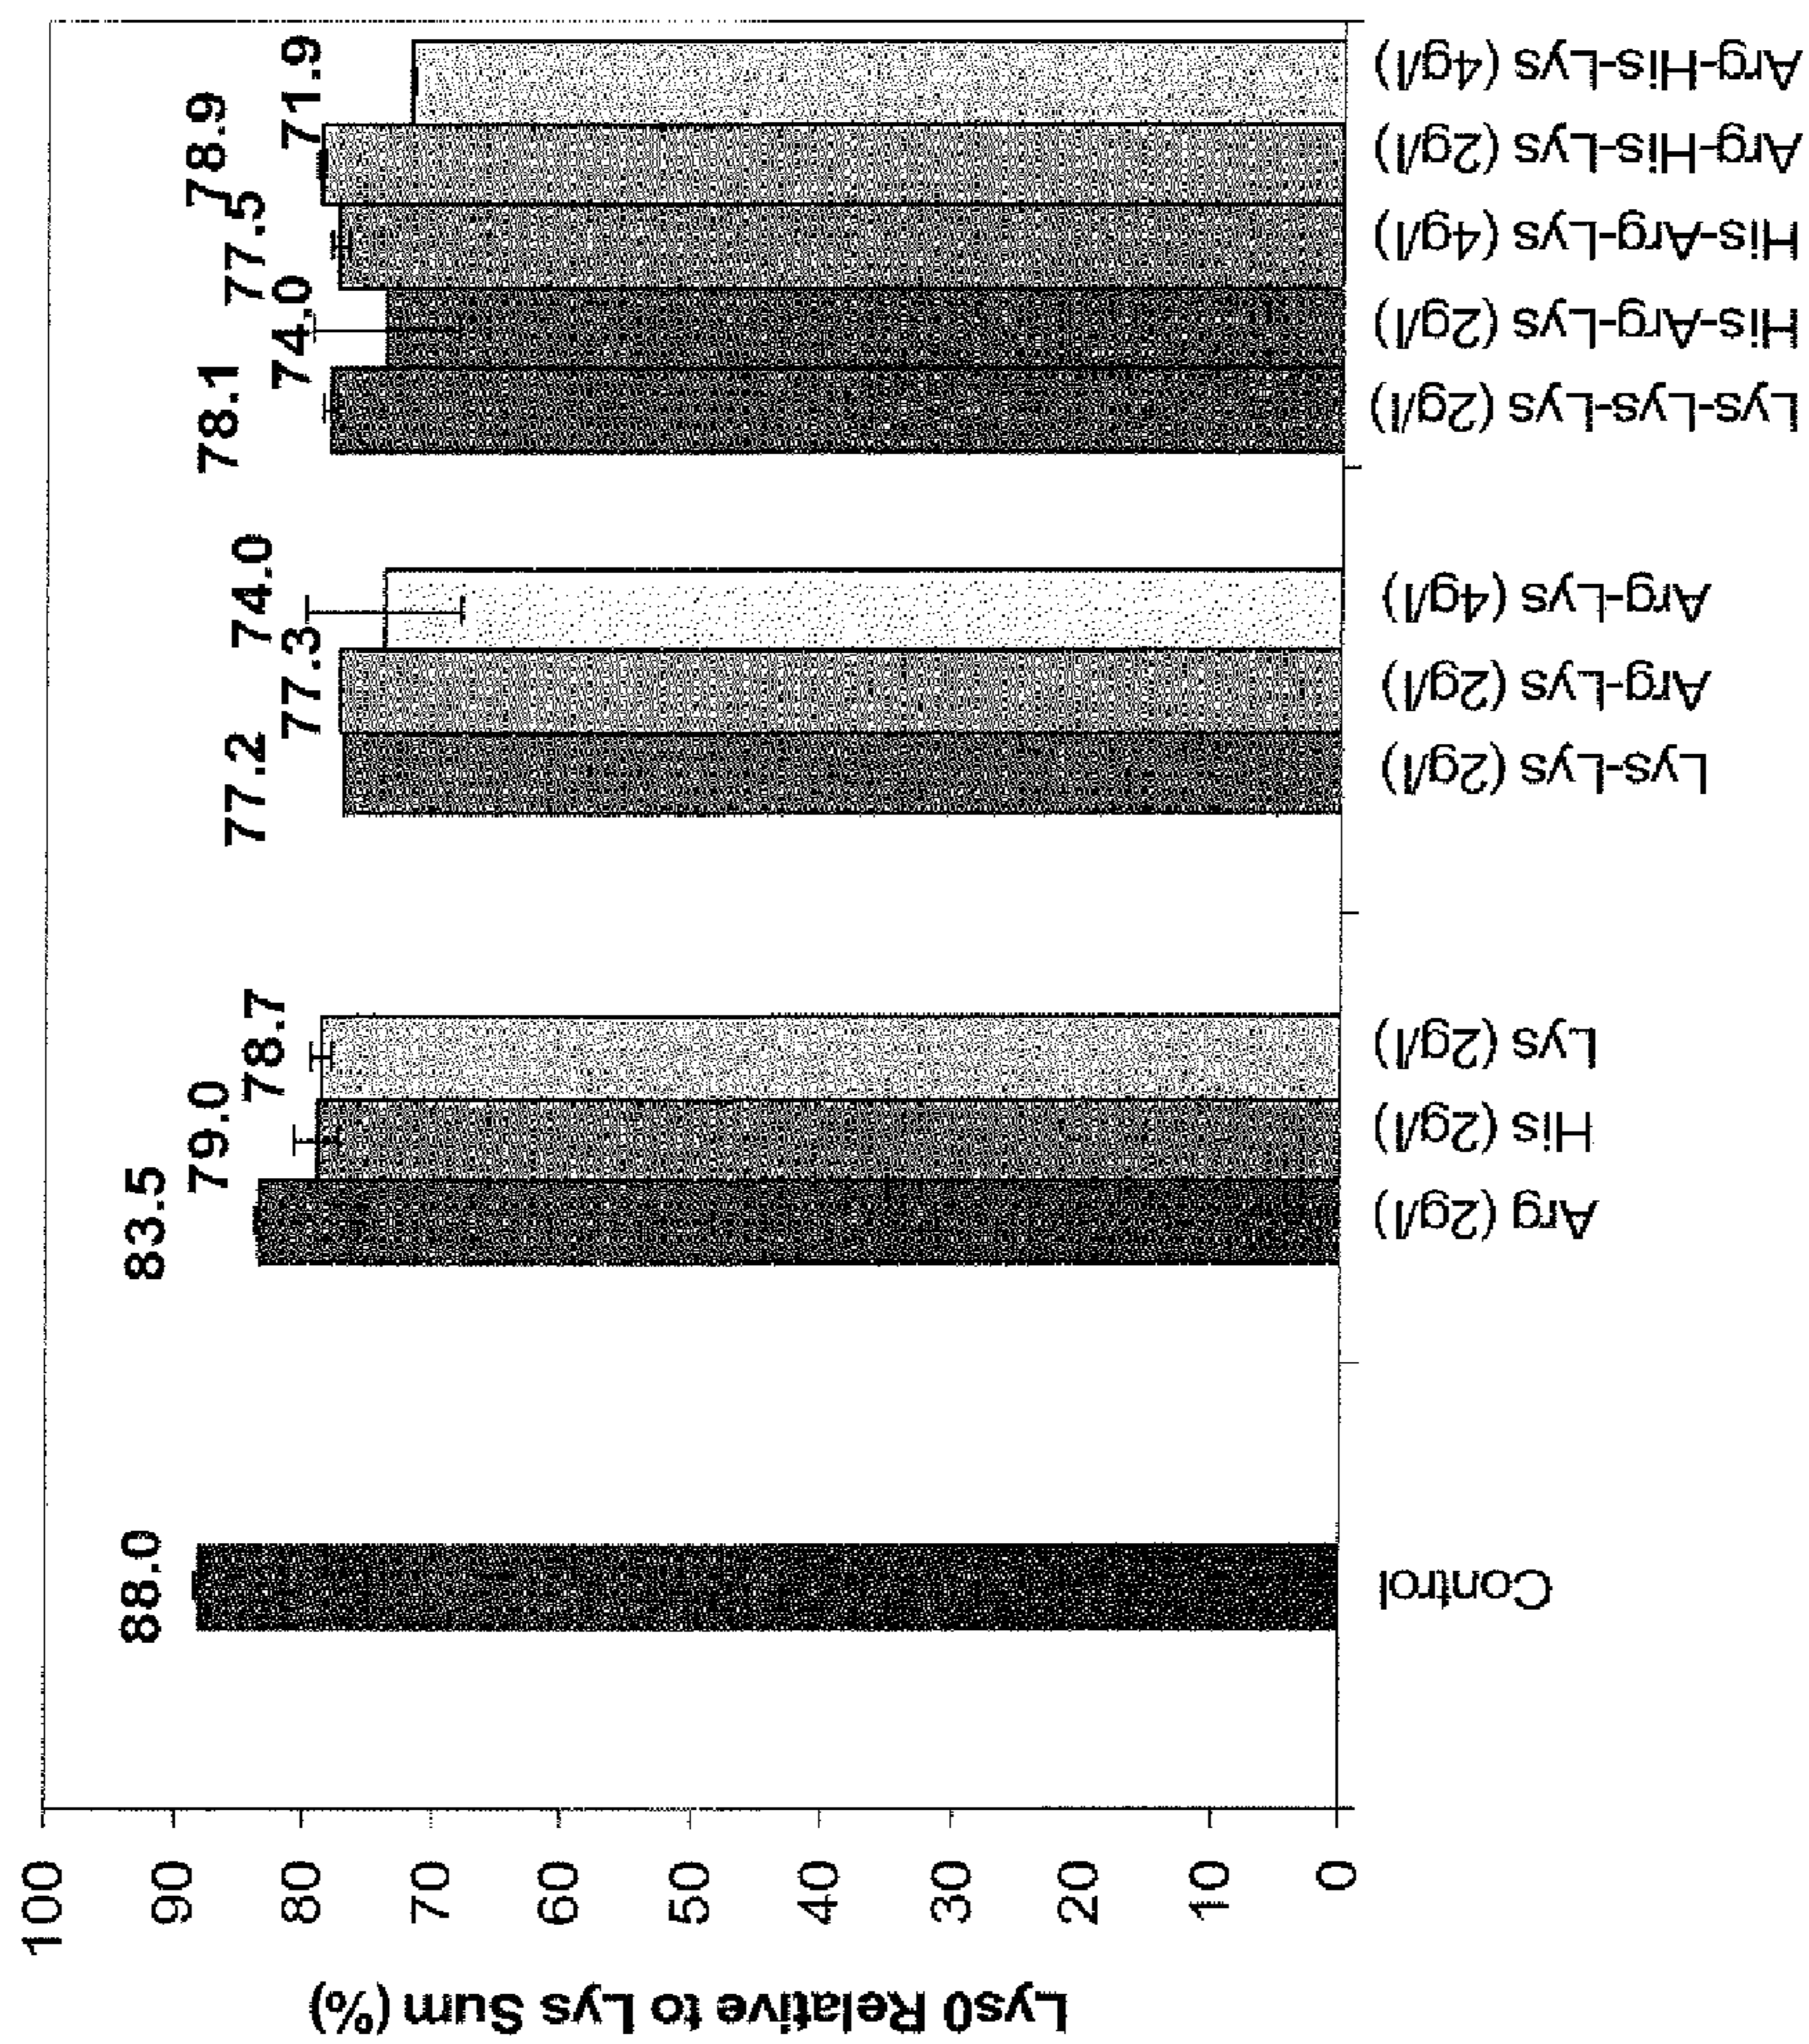 Lys0 Relative to Lys Sum (%)
100
90
80
70
60
50
40
30
20
10
0
88.0
83.5
79.0
78.7
77.2
77.3
74.0
78.1
74.0
77.5
78.9
71.9
Control
Arg (2g/l)
His (2g/l)
Lys (2g/l)
Lys-Lys (2g/l)
Arg-Lys (2g/l)
Arg-Lys (4g/l)
Lys-Lys-Lys (2g/l)
His-Arg-Lys (2g/l)
His-Arg-Lys (4g/l)
Arg-His-Lys (2g/l)
Arg-His-Lys (4g/l)